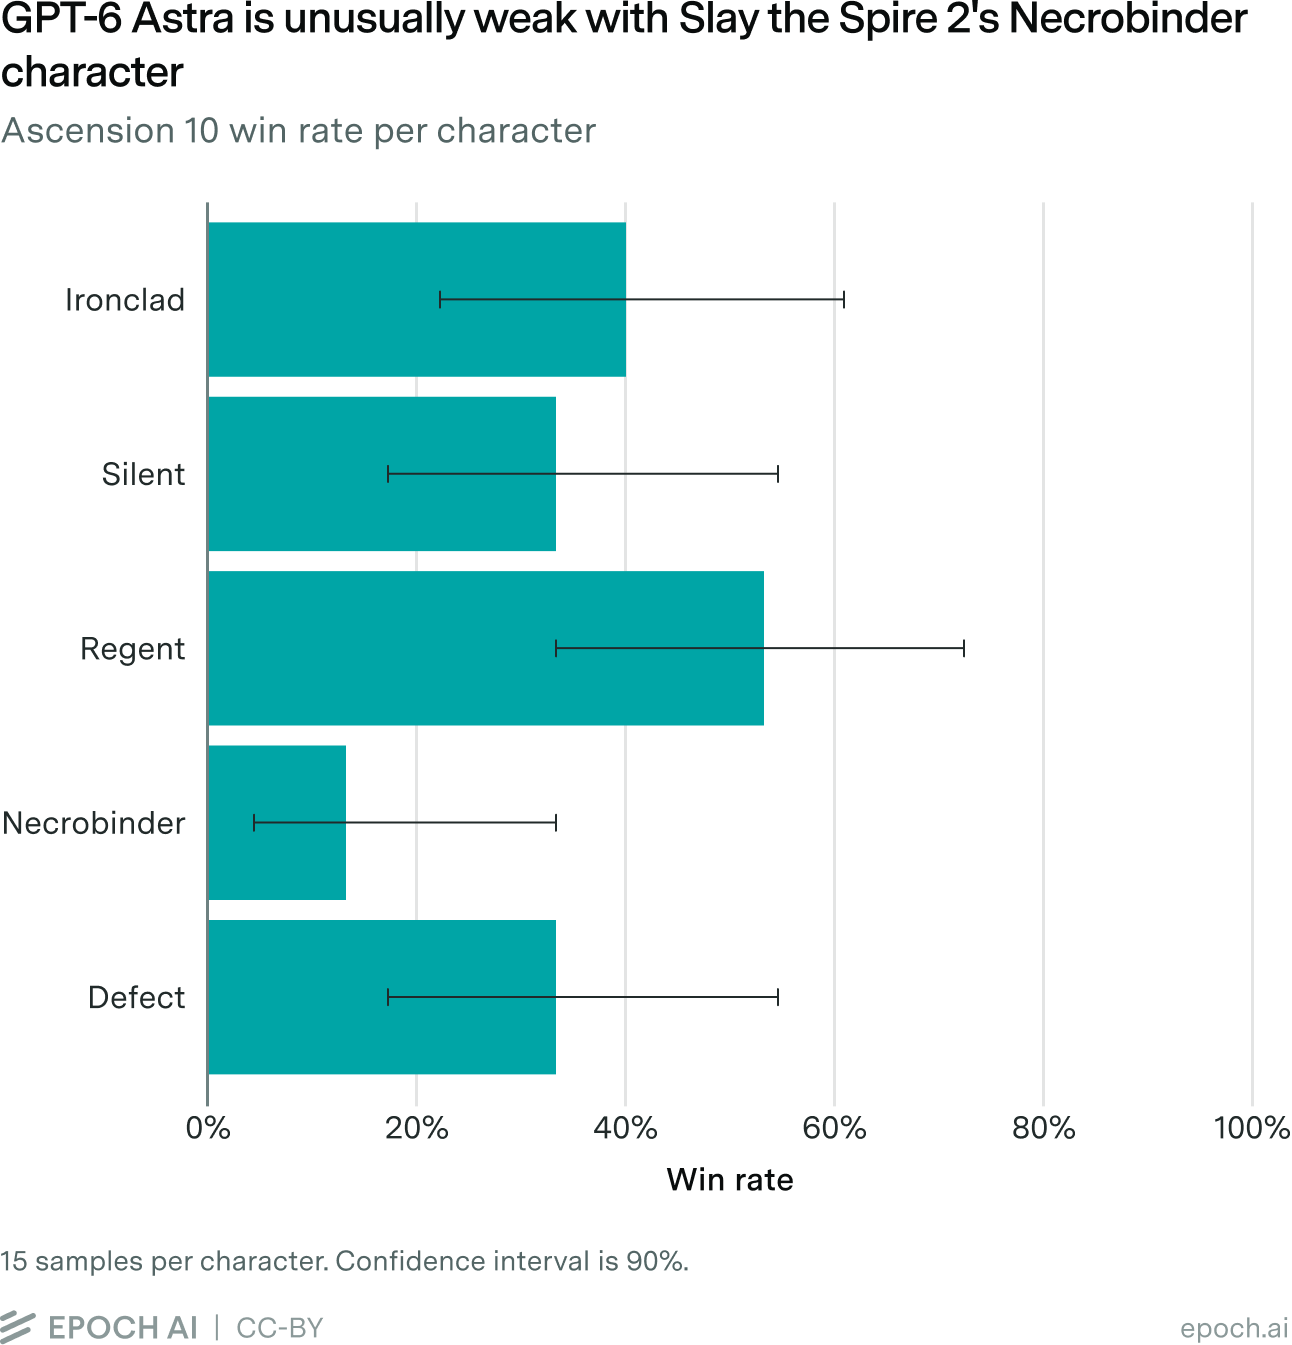 GPT-6 Astra is unusually weak with Slay the Spire 2's Necrobinder
character
Ascension 10 win rate per character
Ironclad
Silent
Regent
Necrobinder
Defect
0% 20% 40% 60% 80% 100%
Win rate
15 samples per character. Confidence interval is 90%.
EPOCH AI | CC-BY epoch.ai